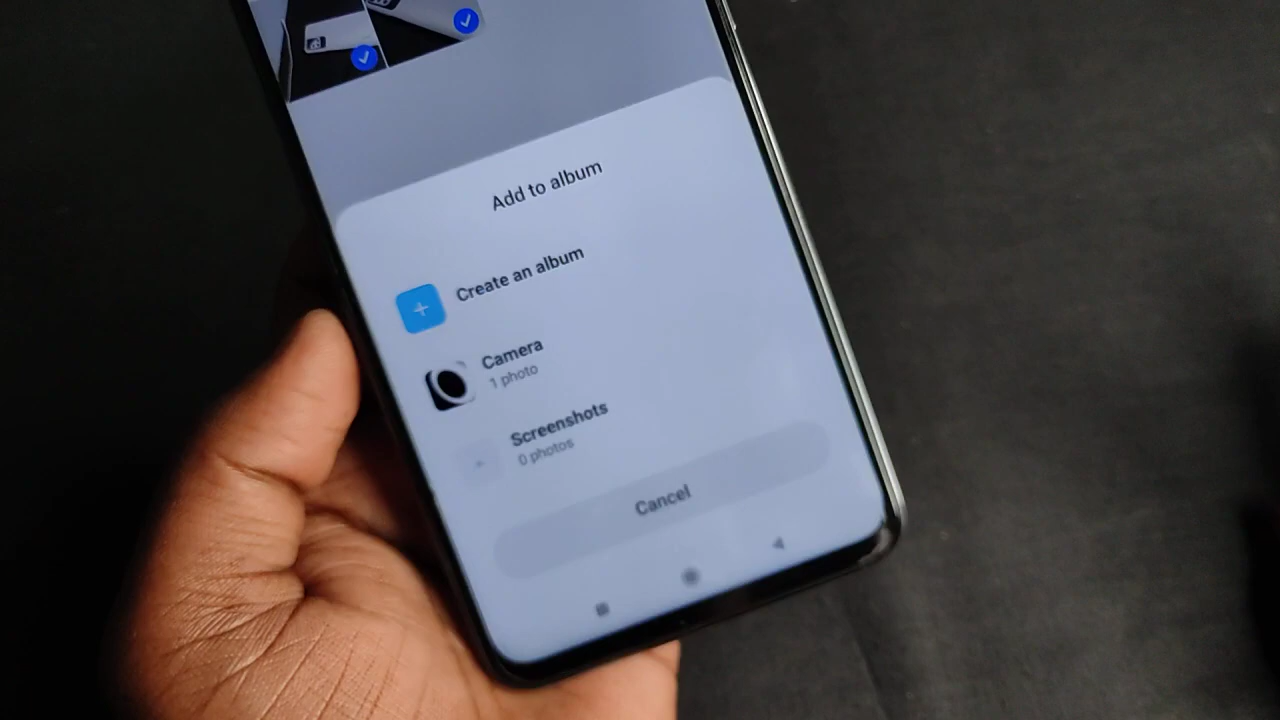 Add to album
Create an album
Camera
1 photo
Screenshots
0 photos
Cancel